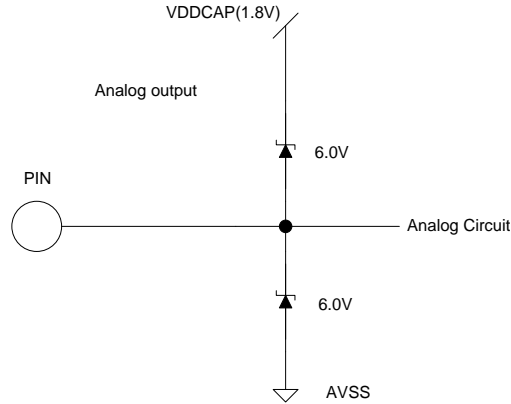 VDDCAP(1.8V)
Analog output
6.0V
PIN
Analog Circuit
6.0V
AVSS